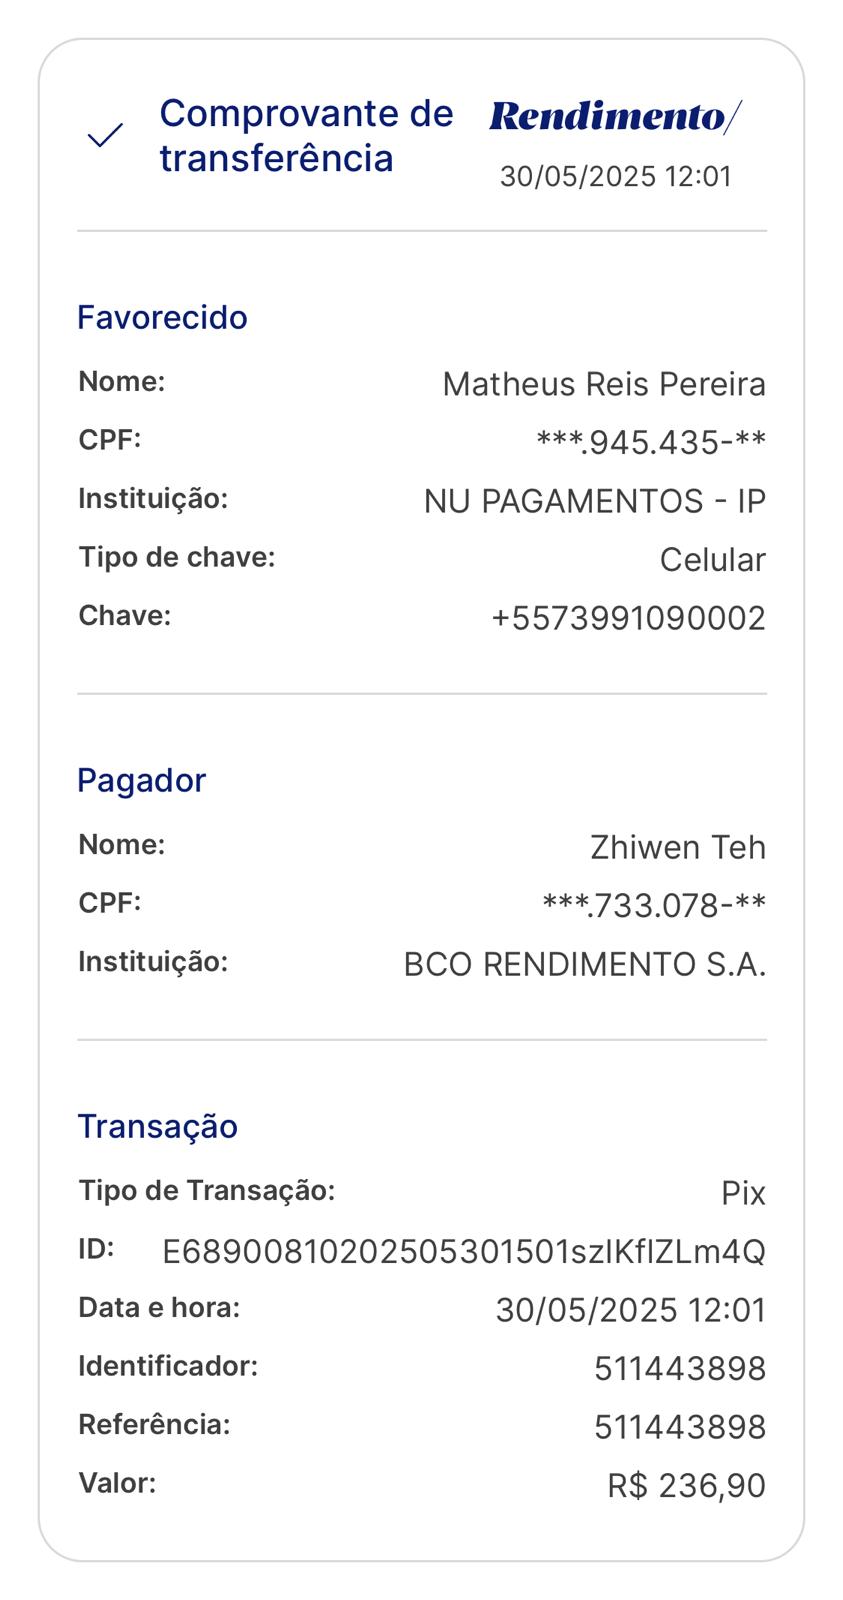 Comprovante de
transferência
Rendimento/
30/05/2025 12:01
Favorecido
Nome: Matheus Reis Pereira
CPF: ***.945.435-**
Instituição: NU PAGAMENTOS - IP
Tipo de chave: Celular
Chave: +5573991090002
Pagador
Nome: Zhiwen Teh
CPF: ***.733.078-**
Instituição: BCO RENDIMENTO S.A.
Transação
Tipo de Transação: Pix
ID: E68900810202505301501szlKflZLm4Q
Data e hora: 30/05/2025 12:01
Identificador: 511443898
Referência: 511443898
Valor: R$ 236,90